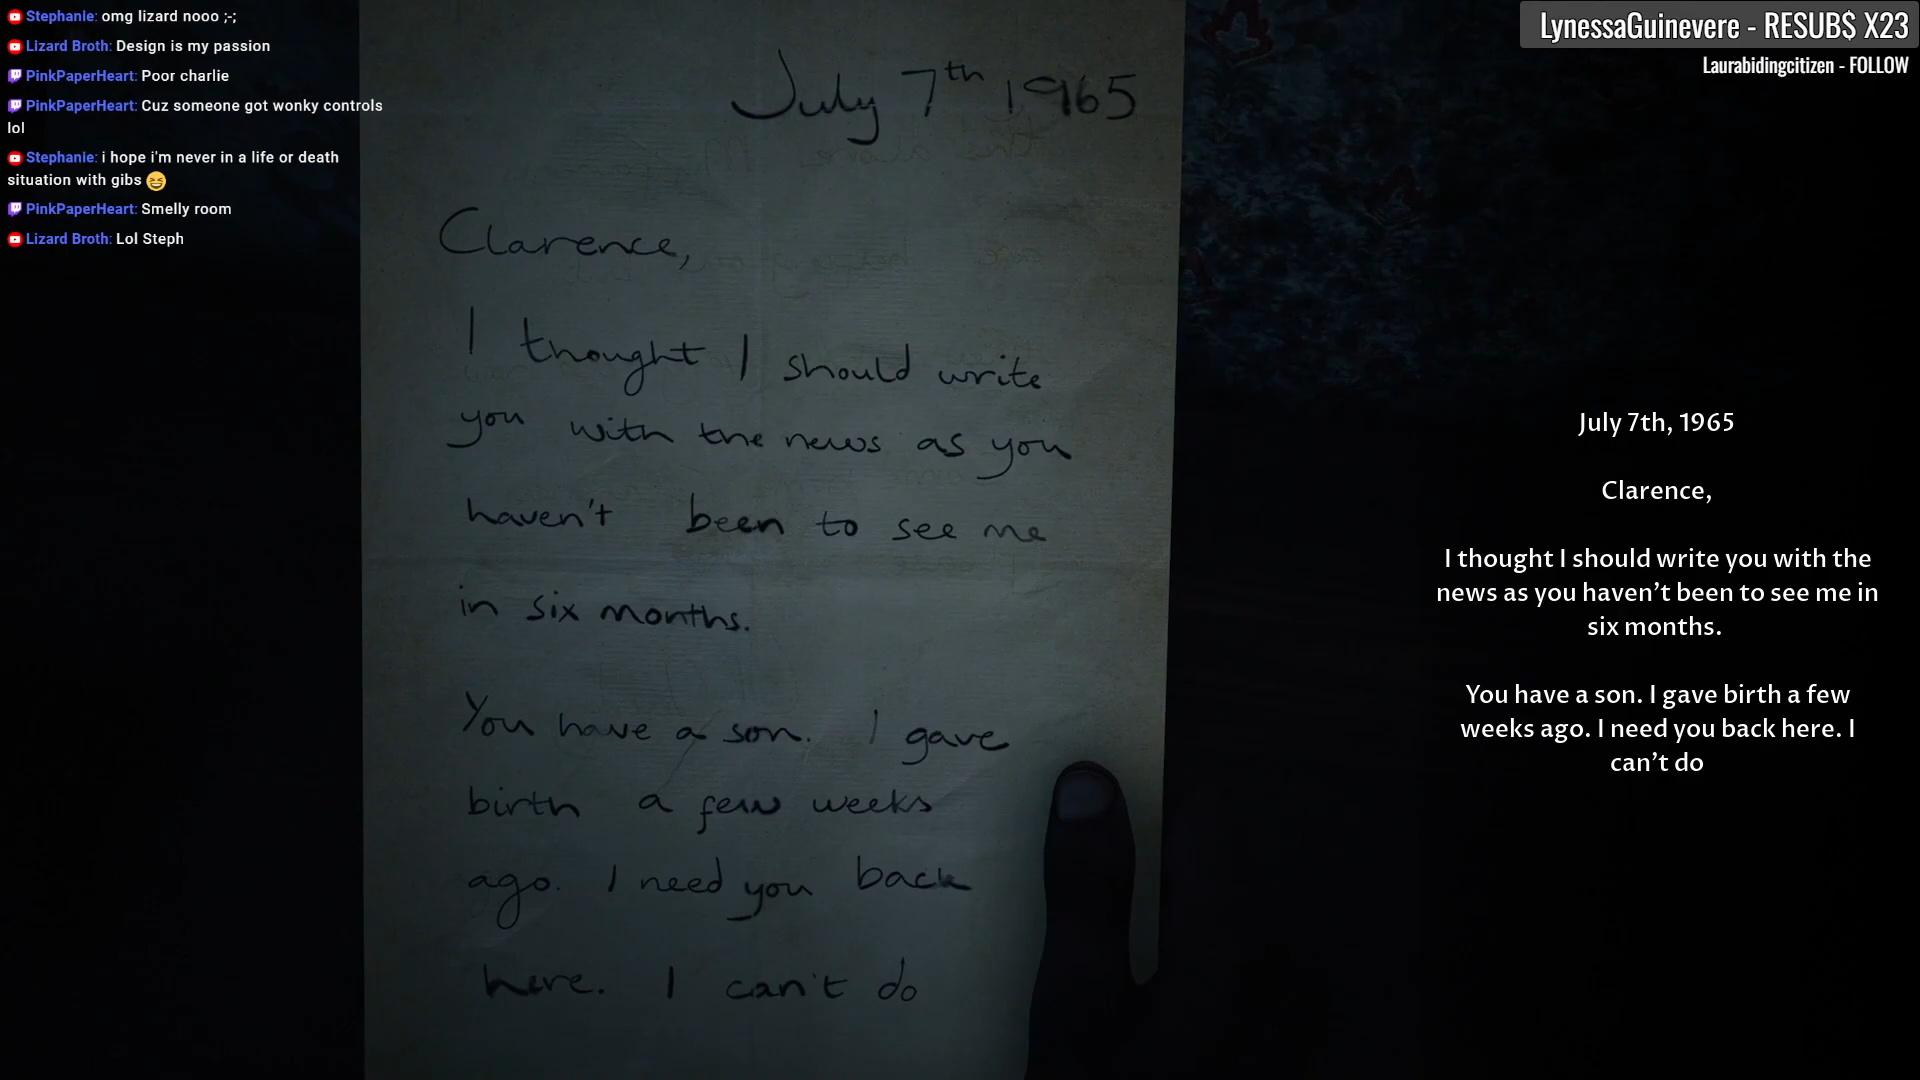 Stephanie: omg lizard nooo ;-;
Lizard Broth: Design is my passion
PinkPaperHeart: Poor charlie
PinkPaperHeart: Cuz someone got wonky controls
lol
Stephanie: i hope i'm never in a life or death
situation with gibs 😆
PinkPaperHeart: Smelly room
Lizard Broth: Lol Steph
LynessaGuinevere - RESUB$ X23
Laurabidingcitizen - FOLLOW
July 7th 1965
Clarence,
I thought I should write
you with the news as you
haven't been to see me
in six months.
You have a son. I gave
birth a few weeks
ago. I need you back
here. I can't do
July 7th, 1965
Clarence,
I thought I should write you with the
news as you haven't been to see me in
six months.
You have a son. I gave birth a few
weeks ago. I need you back here. I
can't do